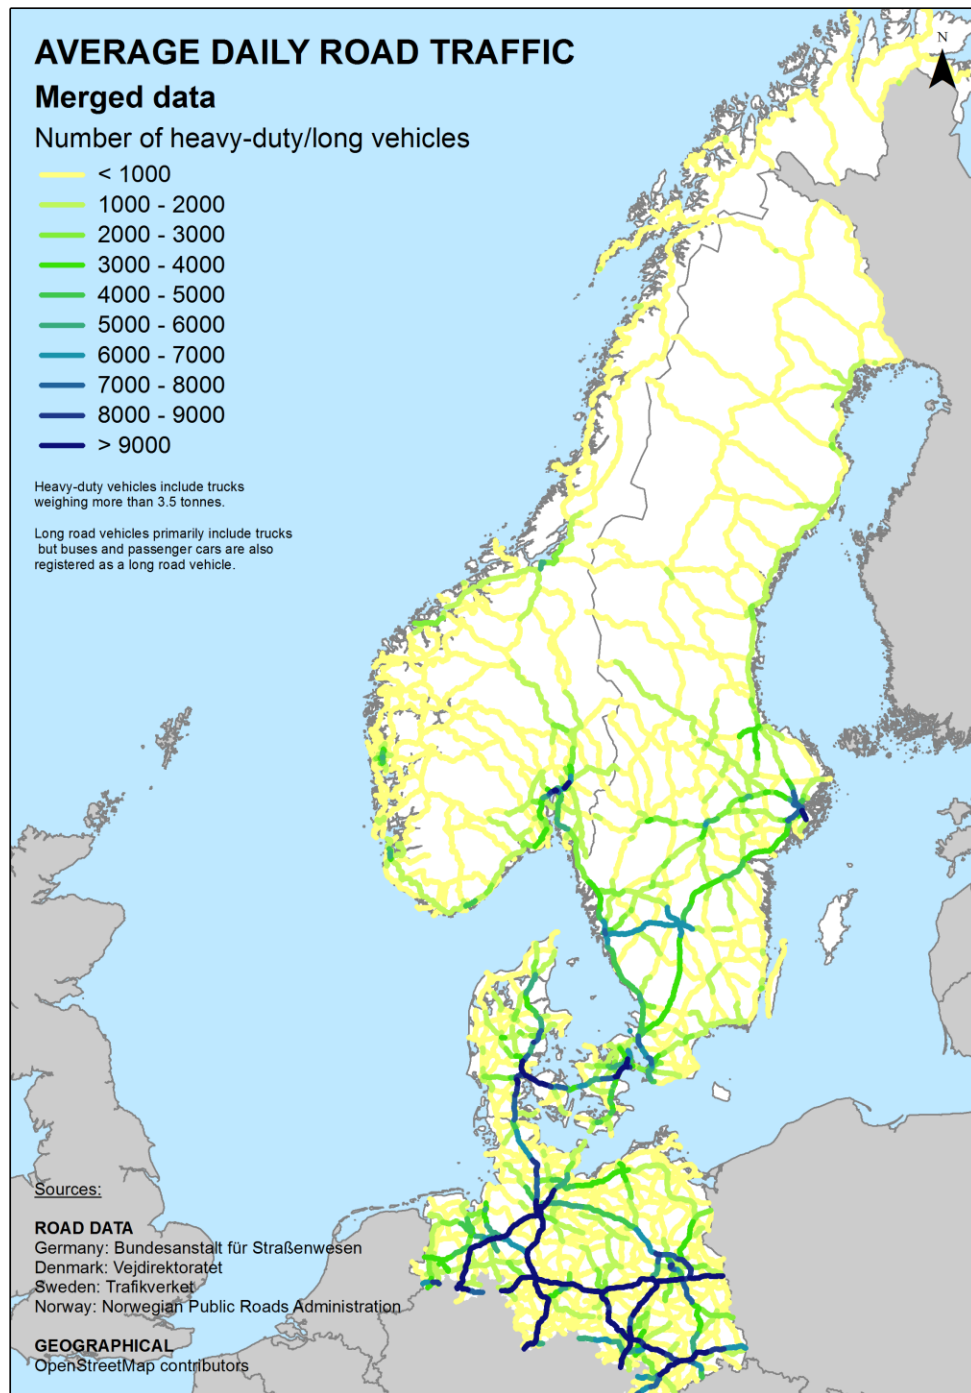 AVERAGE DAILY ROAD TRAFFIC
Merged data
Number of heavy-duty/long vehicles
< 1000
1000 - 2000
2000 - 3000
3000 - 4000
4000 - 5000
5000 - 6000
6000 - 7000
7000 - 8000
8000 - 9000
> 9000
Heavy-duty vehicles include trucks
weighing more than 3.5 tonnes.
Long road vehicles primarily include trucks
but buses and passenger cars are also
registered as a long road vehicle.
N
Sources:
ROAD DATA
Germany: Bundesanstalt für Straßenwesen
Denmark: Vejdirektoratet
Sweden: Trafikverket
Norway: Norwegian Public Roads Administration
GEOGRAPHICAL
OpenStreetMap contributors